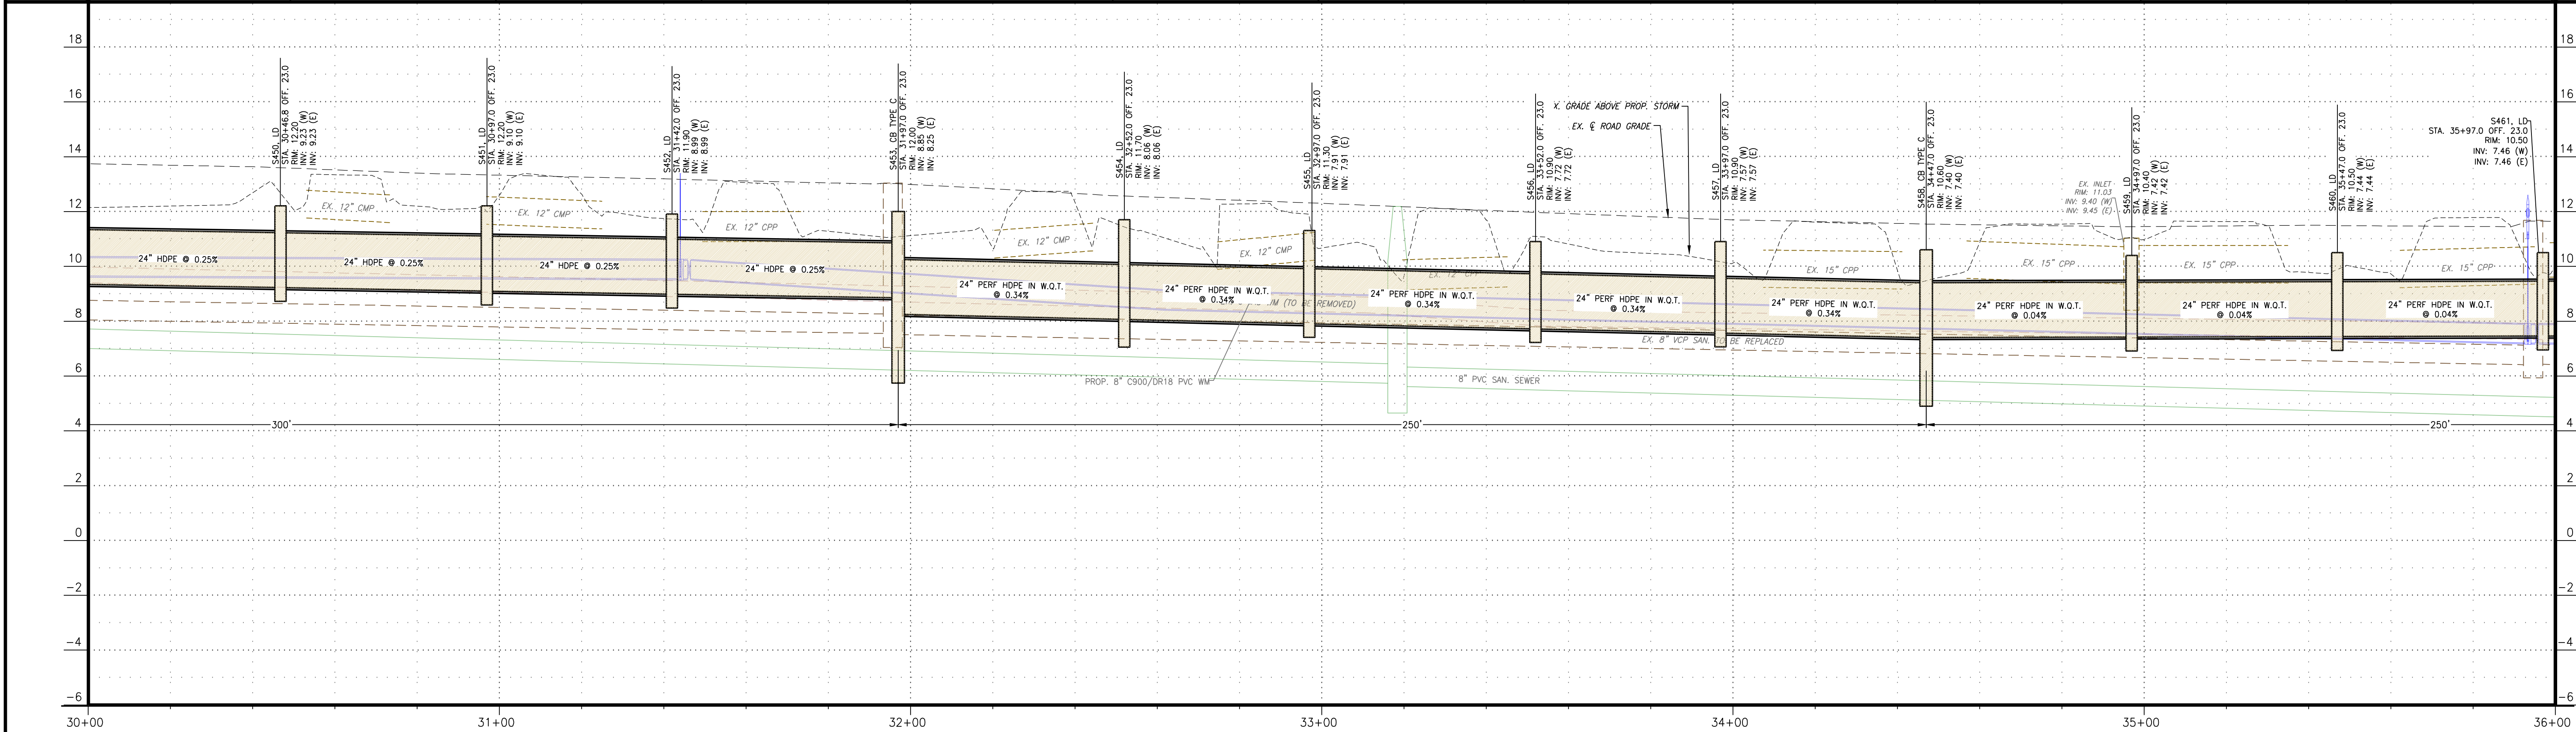 18
16
14
12
10
8
6
4
2
0
-2
-4
-6
S450, LD
STA. 30+46.8 OFF. 23.0
RIM: 12.20
INV: 9.23 (W)
INV: 9.23 (E)
S451, LD
STA. 30+97.0 OFF. 23.0
RIM: 12.20
INV: 9.10 (W)
INV: 9.10 (E)
S452, LD
STA. 31+42.0 OFF. 23.0
RIM: 11.90
INV: 8.99 (W)
INV: 8.99 (E)
S453, CB TYPE C
STA. 31+97.0 OFF. 23.0
RIM: 12.00
INV: 8.85 (W)
INV: 8.25 (E)
S454, LD
STA. 32+52.0 OFF. 23.0
RIM: 11.70
INV: 8.06 (W)
INV: 8.06 (E)
S455, LD
STA. 32+97.0 OFF. 23.0
RIM: 11.30
INV: 7.91 (W)
INV: 7.91 (E)
X. GRADE ABOVE PROP. STORM
EX. ℄ ROAD GRADE
S456, LD
STA. 33+52.0 OFF. 23.0
RIM: 10.90
INV: 7.72 (W)
INV: 7.72 (E)
S457, LD
STA. 33+97.0 OFF. 23.0
RIM: 10.90
INV: 7.57 (W)
INV: 7.57 (E)
S458, CB TYPE C
STA. 34+47.0 OFF. 23.0
RIM: 10.60
INV: 7.40 (W)
INV: 7.40 (E)
EX. INLET
RIM: 11.03
INV: 9.40 (W)
INV: 9.45 (E)
S459, LD
STA. 34+97.0 OFF. 23.0
RIM: 10.40
INV: 7.42 (W)
INV: 7.42 (E)
S460, LD
STA. 35+47.0 OFF. 23.0
RIM: 10.50
INV: 7.44 (W)
INV: 7.44 (E)
S461, LD
STA. 35+97.0 OFF. 23.0
RIM: 10.50
INV: 7.46 (W)
INV: 7.46 (E)
EX. 12" CMP
EX. 12" CMP
EX. 12" CPP
EX. 12" CMP
EX. 12" CMP
EX. 12" CPP
EX. 15" CPP
EX. 15" CPP
EX. 15" CPP
EX. 15" CPP
24" HDPE @ 0.25%
24" HDPE @ 0.25%
24" HDPE @ 0.25%
24" HDPE @ 0.25%
24" PERF HDPE IN W.Q.T.
@ 0.34%
24" PERF HDPE IN W.Q.T.
@ 0.34%
24" PERF HDPE IN W.Q.T.
@ 0.34%
24" PERF HDPE IN W.Q.T.
@ 0.34%
24" PERF HDPE IN W.Q.T.
@ 0.34%
24" PERF HDPE IN W.Q.T.
@ 0.04%
24" PERF HDPE IN W.Q.T.
@ 0.04%
24" PERF HDPE IN W.Q.T.
@ 0.04%
WM (TO BE REMOVED)
EX. 8" VCP SAN. TO BE REPLACED
PROP. 8" C900/DR18 PVC WM
8" PVC SAN. SEWER
300'
250'
250'
18
16
14
12
10
8
6
4
2
0
-2
-4
-6
30+00
31+00
32+00
33+00
34+00
35+00
36+00